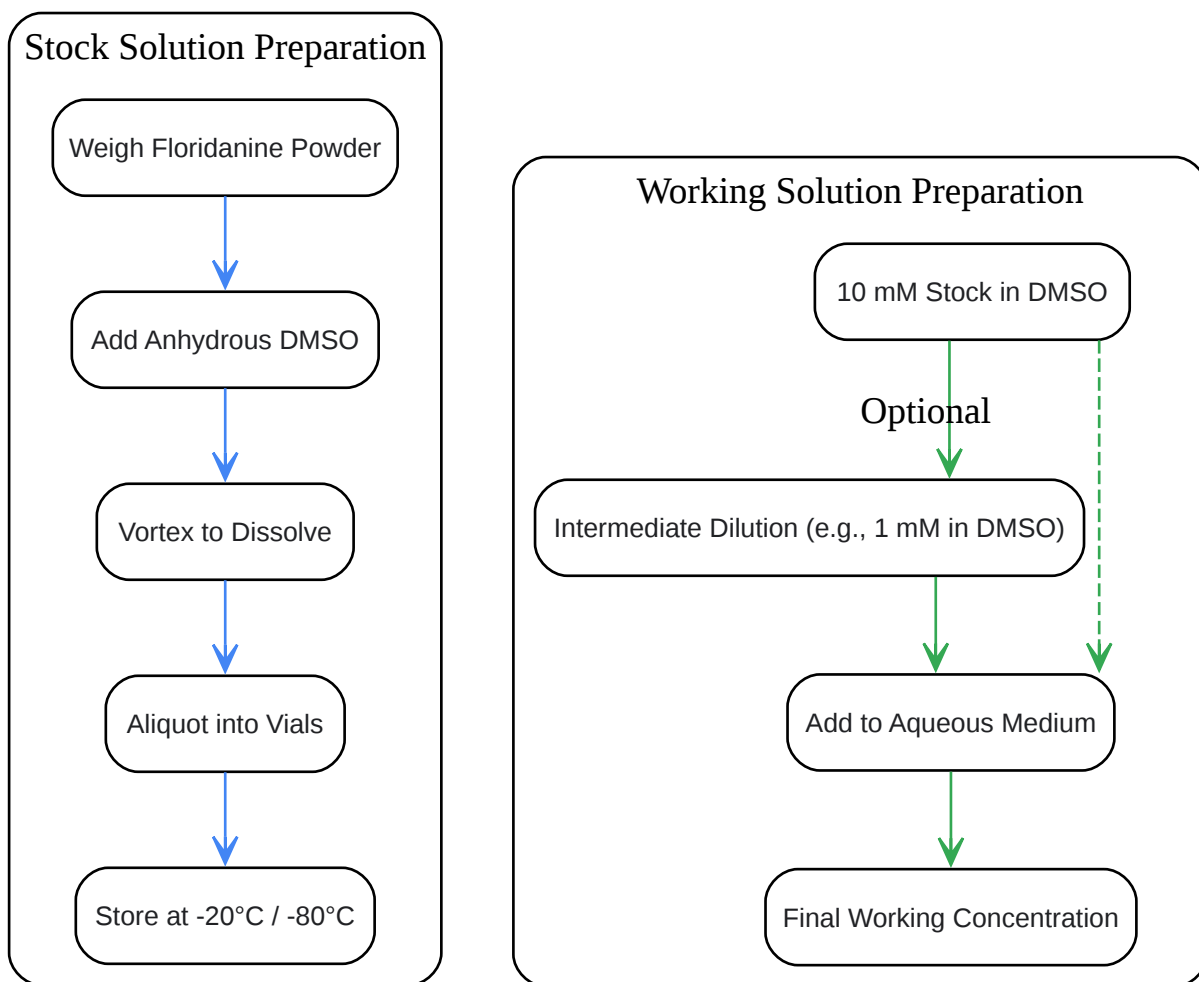 Stock Solution Preparation
Weigh Floridanine Powder
Add Anhydrous DMSO
Vortex to Dissolve
Aliquot into Vials
Store at -20°C / -80°C
Working Solution Preparation
10 mM Stock in DMSO
Optional
Intermediate Dilution (e.g., 1 mM in DMSO)
Add to Aqueous Medium
Final Working Concentration